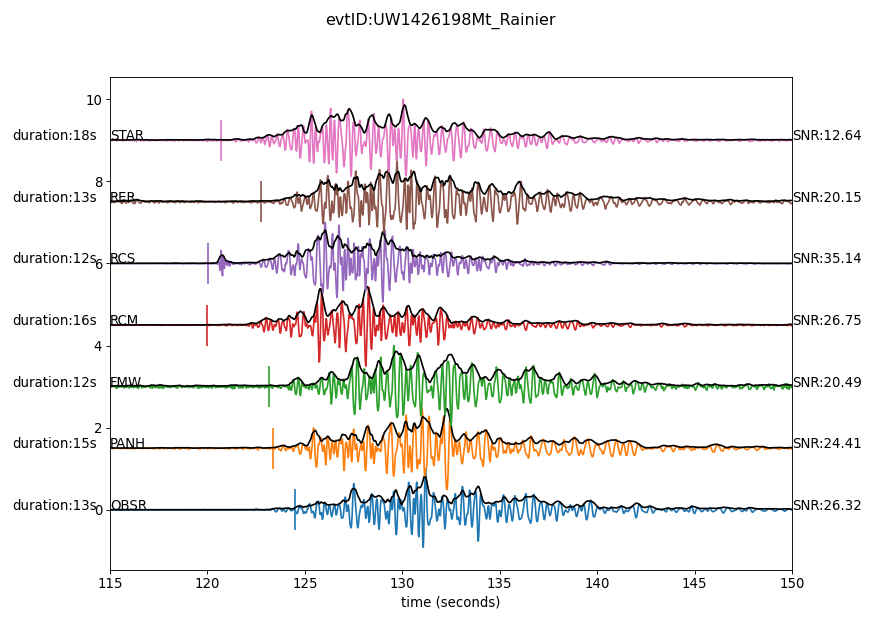 evtID:UW1426198Mt_Rainier
10
duration:18s STAR SNR:12.64
8
duration:13s RER SNR:20.15
duration:12s RCS SNR:35.14
6
duration:16s RCM SNR:26.75
4
duration:12s FMW SNR:20.49
2
duration:15s PANH SNR:24.41
duration:13s OBSR SNR:26.32
0
115 120 125 130 135 140 145 150
time (seconds)